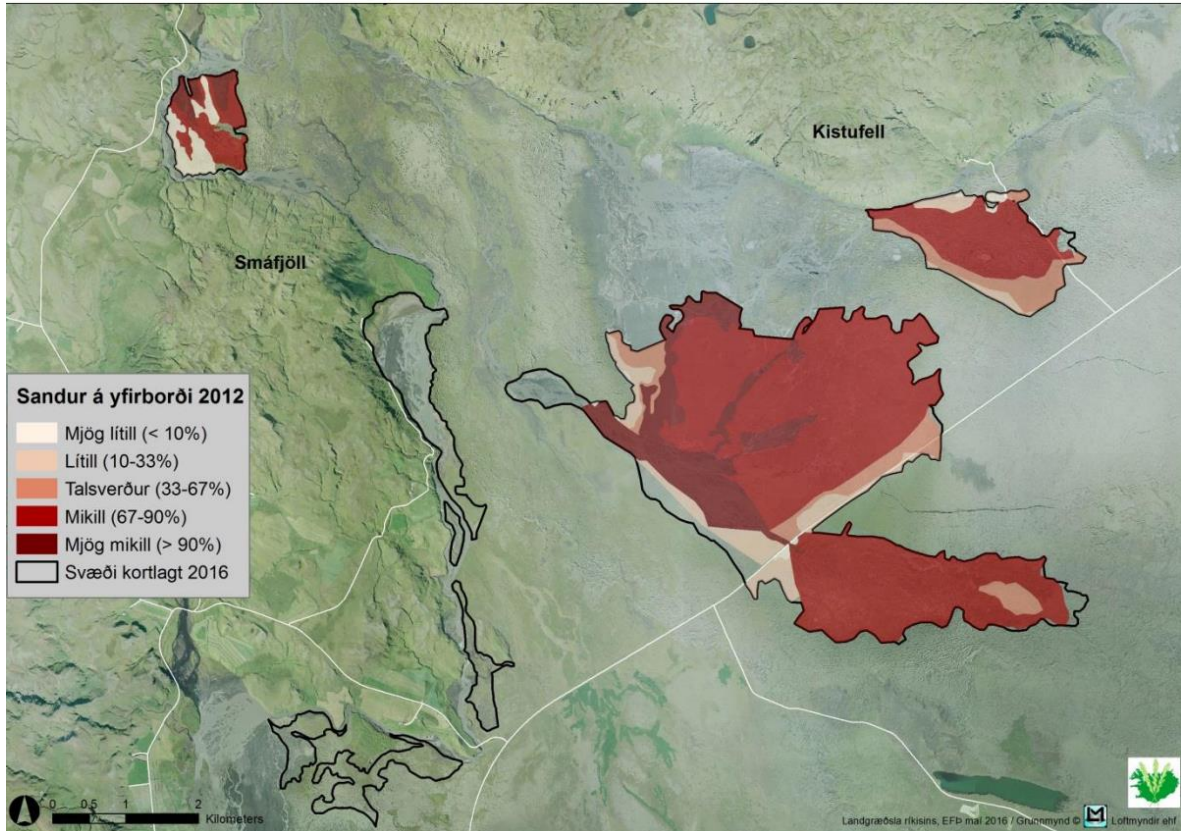 Kistufell
Smáfjöll
Sandur á yfirborði 2012
Mjög lítill (< 10%)
Lítill (10-33%)
Talsverður (33-67%)
Mikill (67-90%)
Mjög mikill (> 90%)
Svæði kortlagt 2016
0 0,5 1 2
Kilometers
Landgræðsla ríkisins, EFÞ maí 2016 / Grunnmynd © Loftmyndir ehf